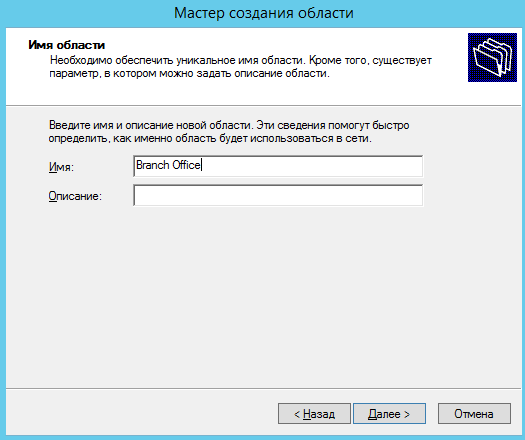 Мастер создания области
Имя области
Необходимо обеспечить уникальное имя области. Кроме того, существует
параметр, в котором можно задать описание области.
Введите имя и описание новой области. Эти сведения помогут быстро
определить, как именно область будет использоваться в сети.
Имя: Branch Office
Описание:
< Назад Далее > Отмена